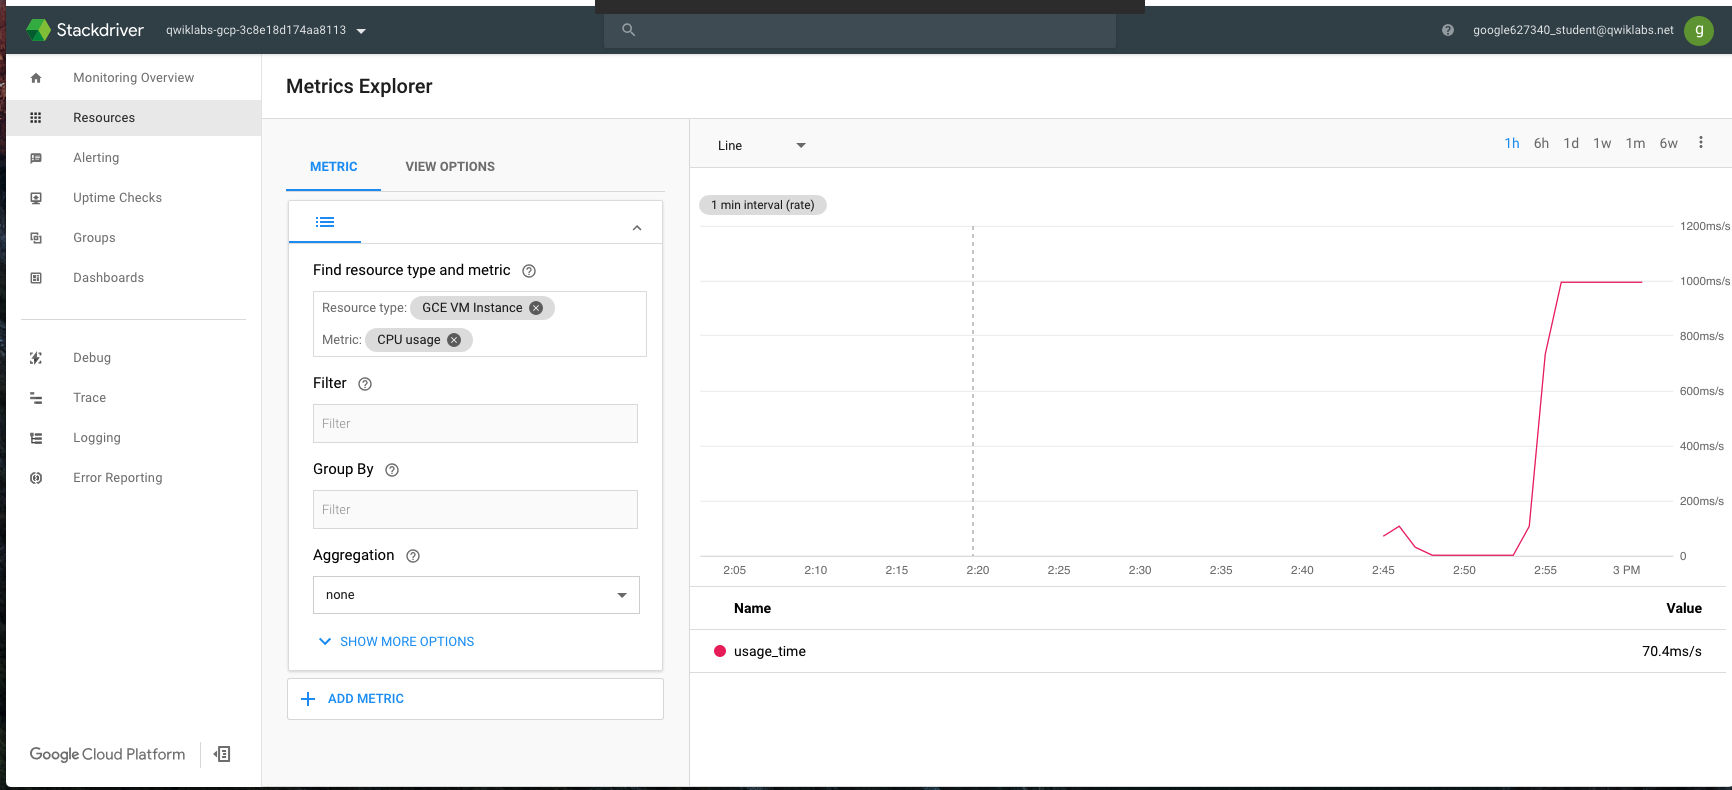 Stackdriver
qwiklabs-gcp-3c8e18d174aa8113
google627340_student@qwiklabs.net
g
Monitoring Overview
Resources
Alerting
Uptime Checks
Groups
Dashboards
Debug
Trace
Logging
Error Reporting
Google Cloud Platform
Metrics Explorer
METRIC
VIEW OPTIONS
Find resource type and metric
Resource type: GCE VM Instance
Metric: CPU usage
Filter
Filter
Group By
Filter
Aggregation
none
SHOW MORE OPTIONS
ADD METRIC
Line
1h 6h 1d 1w 1m 6w
1 min interval (rate)
1200ms/s
1000ms/s
800ms/s
600ms/s
400ms/s
200ms/s
0
2:05 2:10 2:15 2:20 2:25 2:30 2:35 2:40 2:45 2:50 2:55 3 PM
Name Value
usage_time 70.4ms/s